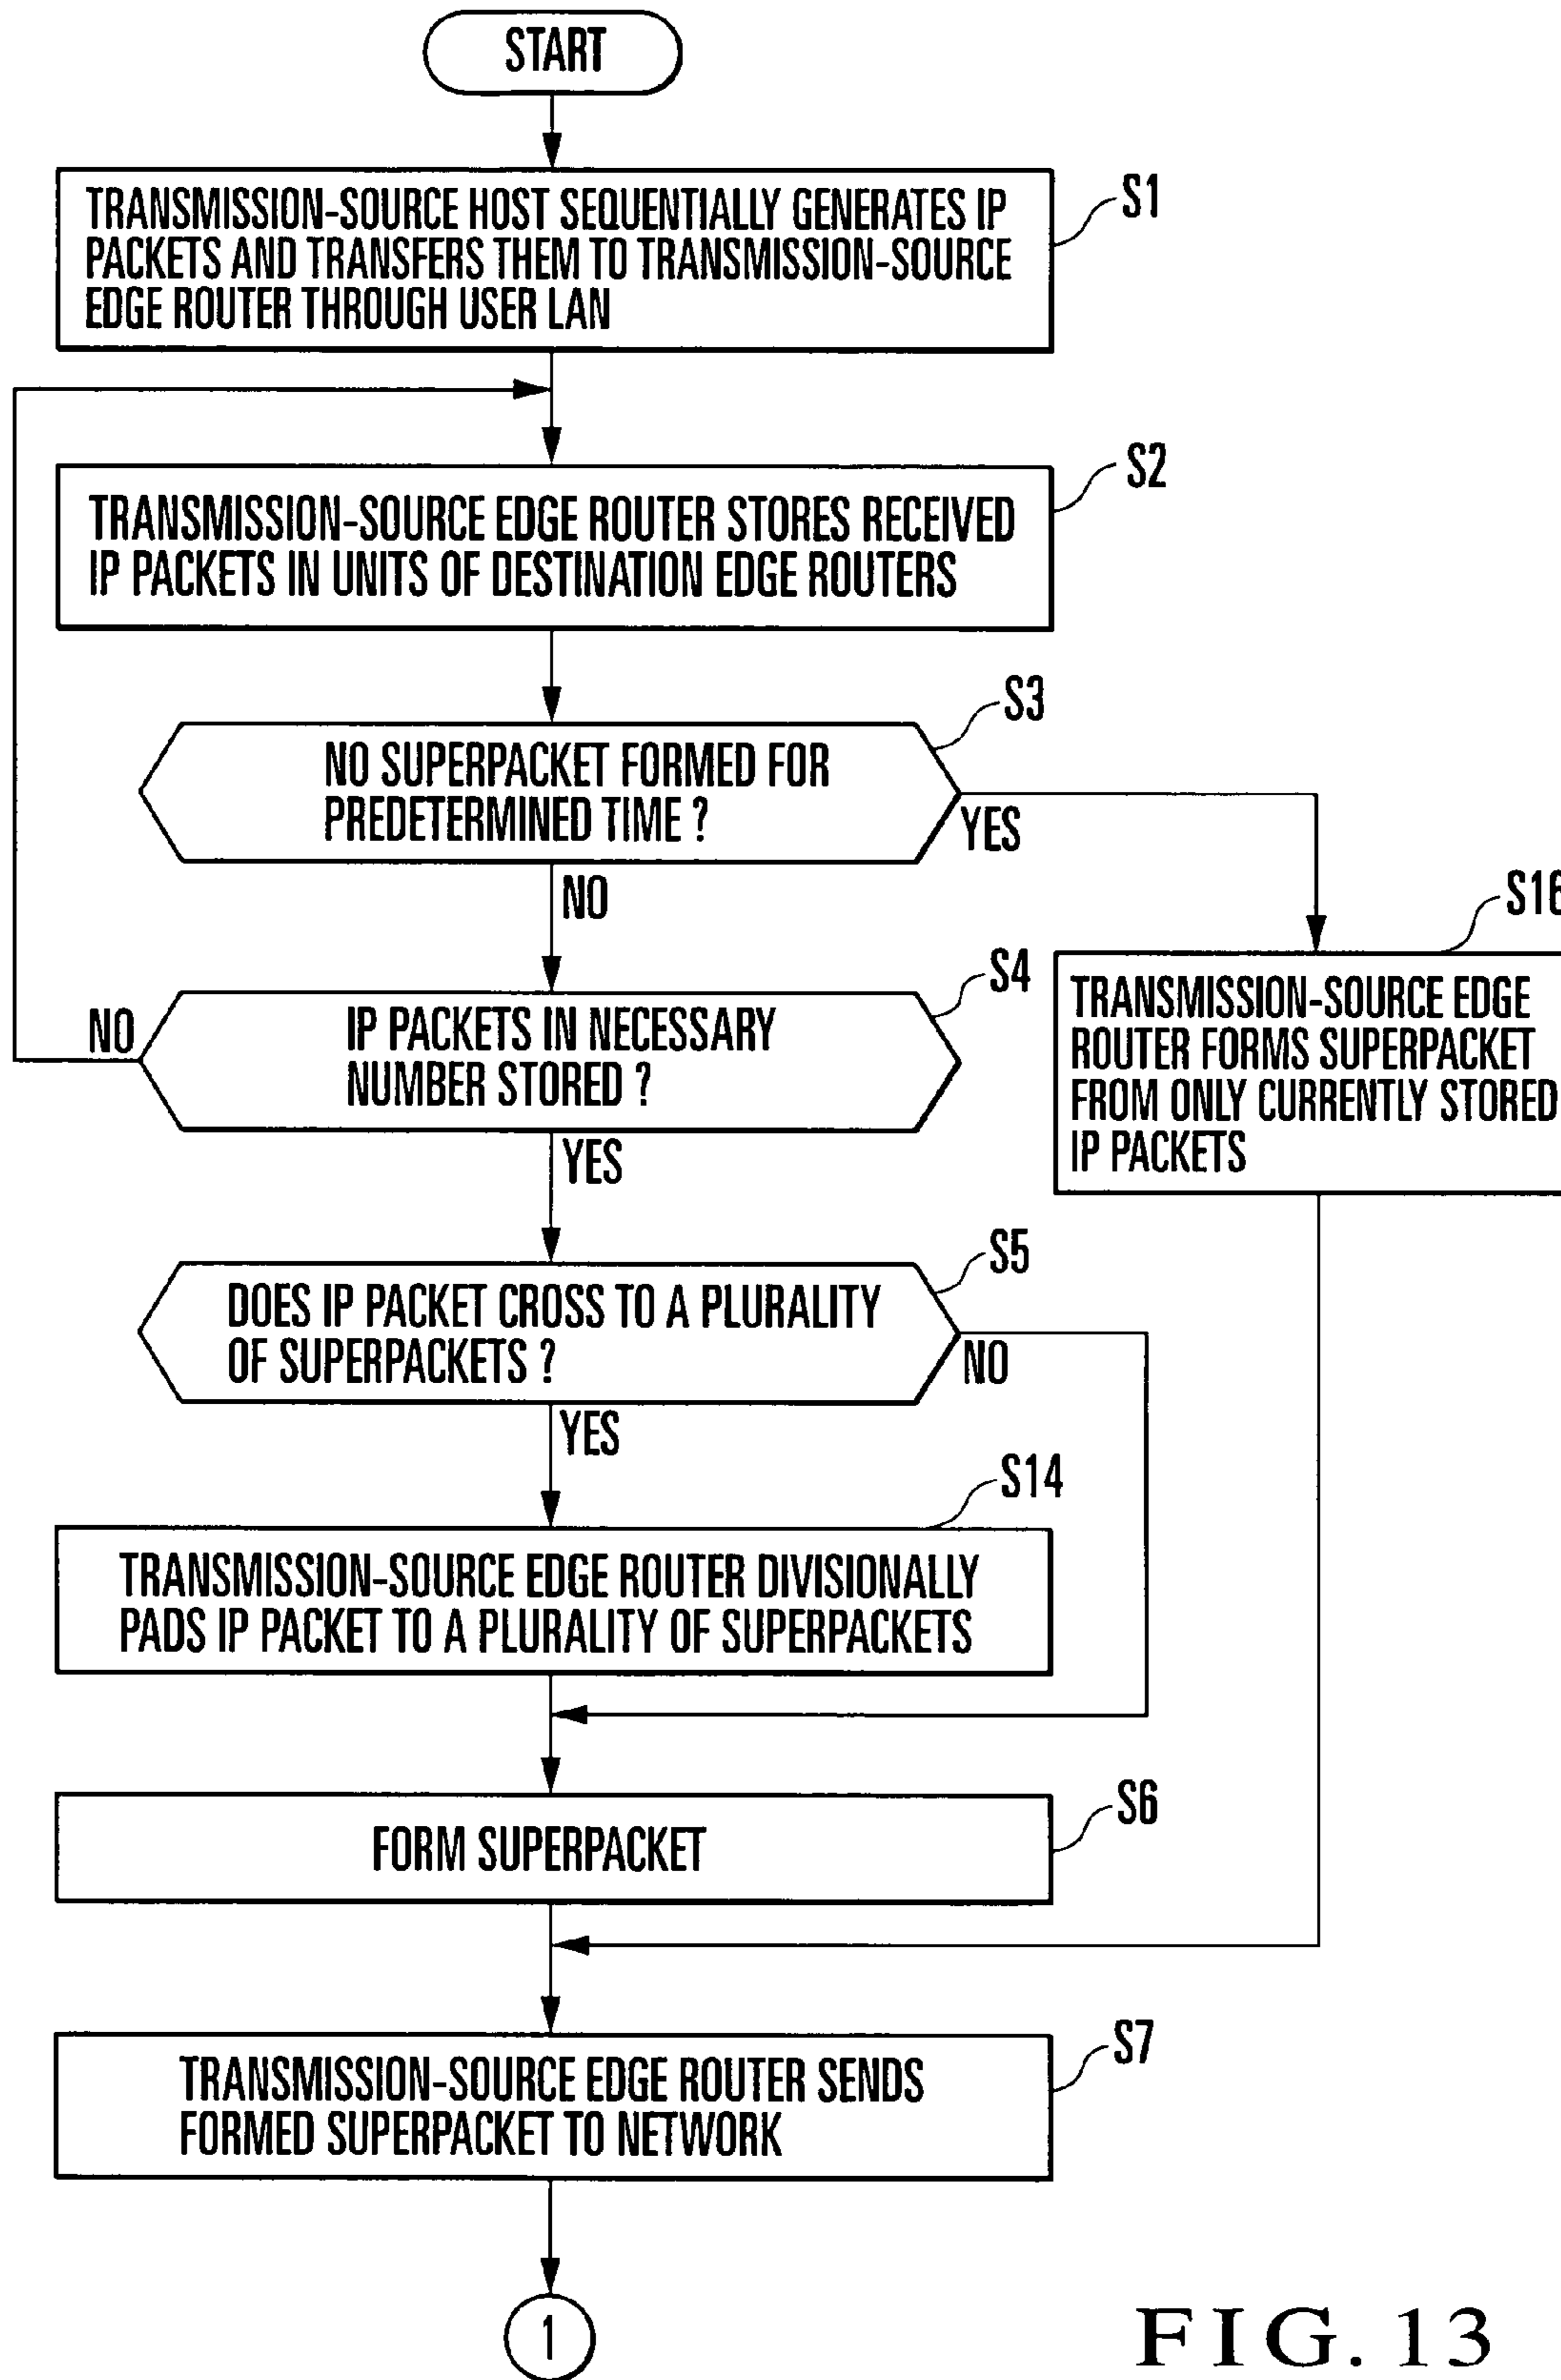 START
TRANSMISSION-SOURCE HOST SEQUENTIALLY GENERATES IP
PACKETS AND TRANSFERS THEM TO TRANSMISSION-SOURCE
EDGE ROUTER THROUGH USER LAN
S1
TRANSMISSION-SOURCE EDGE ROUTER STORES RECEIVED
IP PACKETS IN UNITS OF DESTINATION EDGE ROUTERS
S2
NO SUPERPACKET FORMED FOR
PREDETERMINED TIME ?
S3
YES
NO
IP PACKETS IN NECESSARY
NUMBER STORED ?
S4
NO
YES
TRANSMISSION-SOURCE EDGE
ROUTER FORMS SUPERPACKET
FROM ONLY CURRENTLY STORED
IP PACKETS
S16
DOES IP PACKET CROSS TO A PLURALITY
OF SUPERPACKETS ?
S5
NO
YES
TRANSMISSION-SOURCE EDGE ROUTER DIVISIONALLY
PADS IP PACKET TO A PLURALITY OF SUPERPACKETS
S14
FORM SUPERPACKET
S6
TRANSMISSION-SOURCE EDGE ROUTER SENDS
FORMED SUPERPACKET TO NETWORK
S7
1
FIG. 13